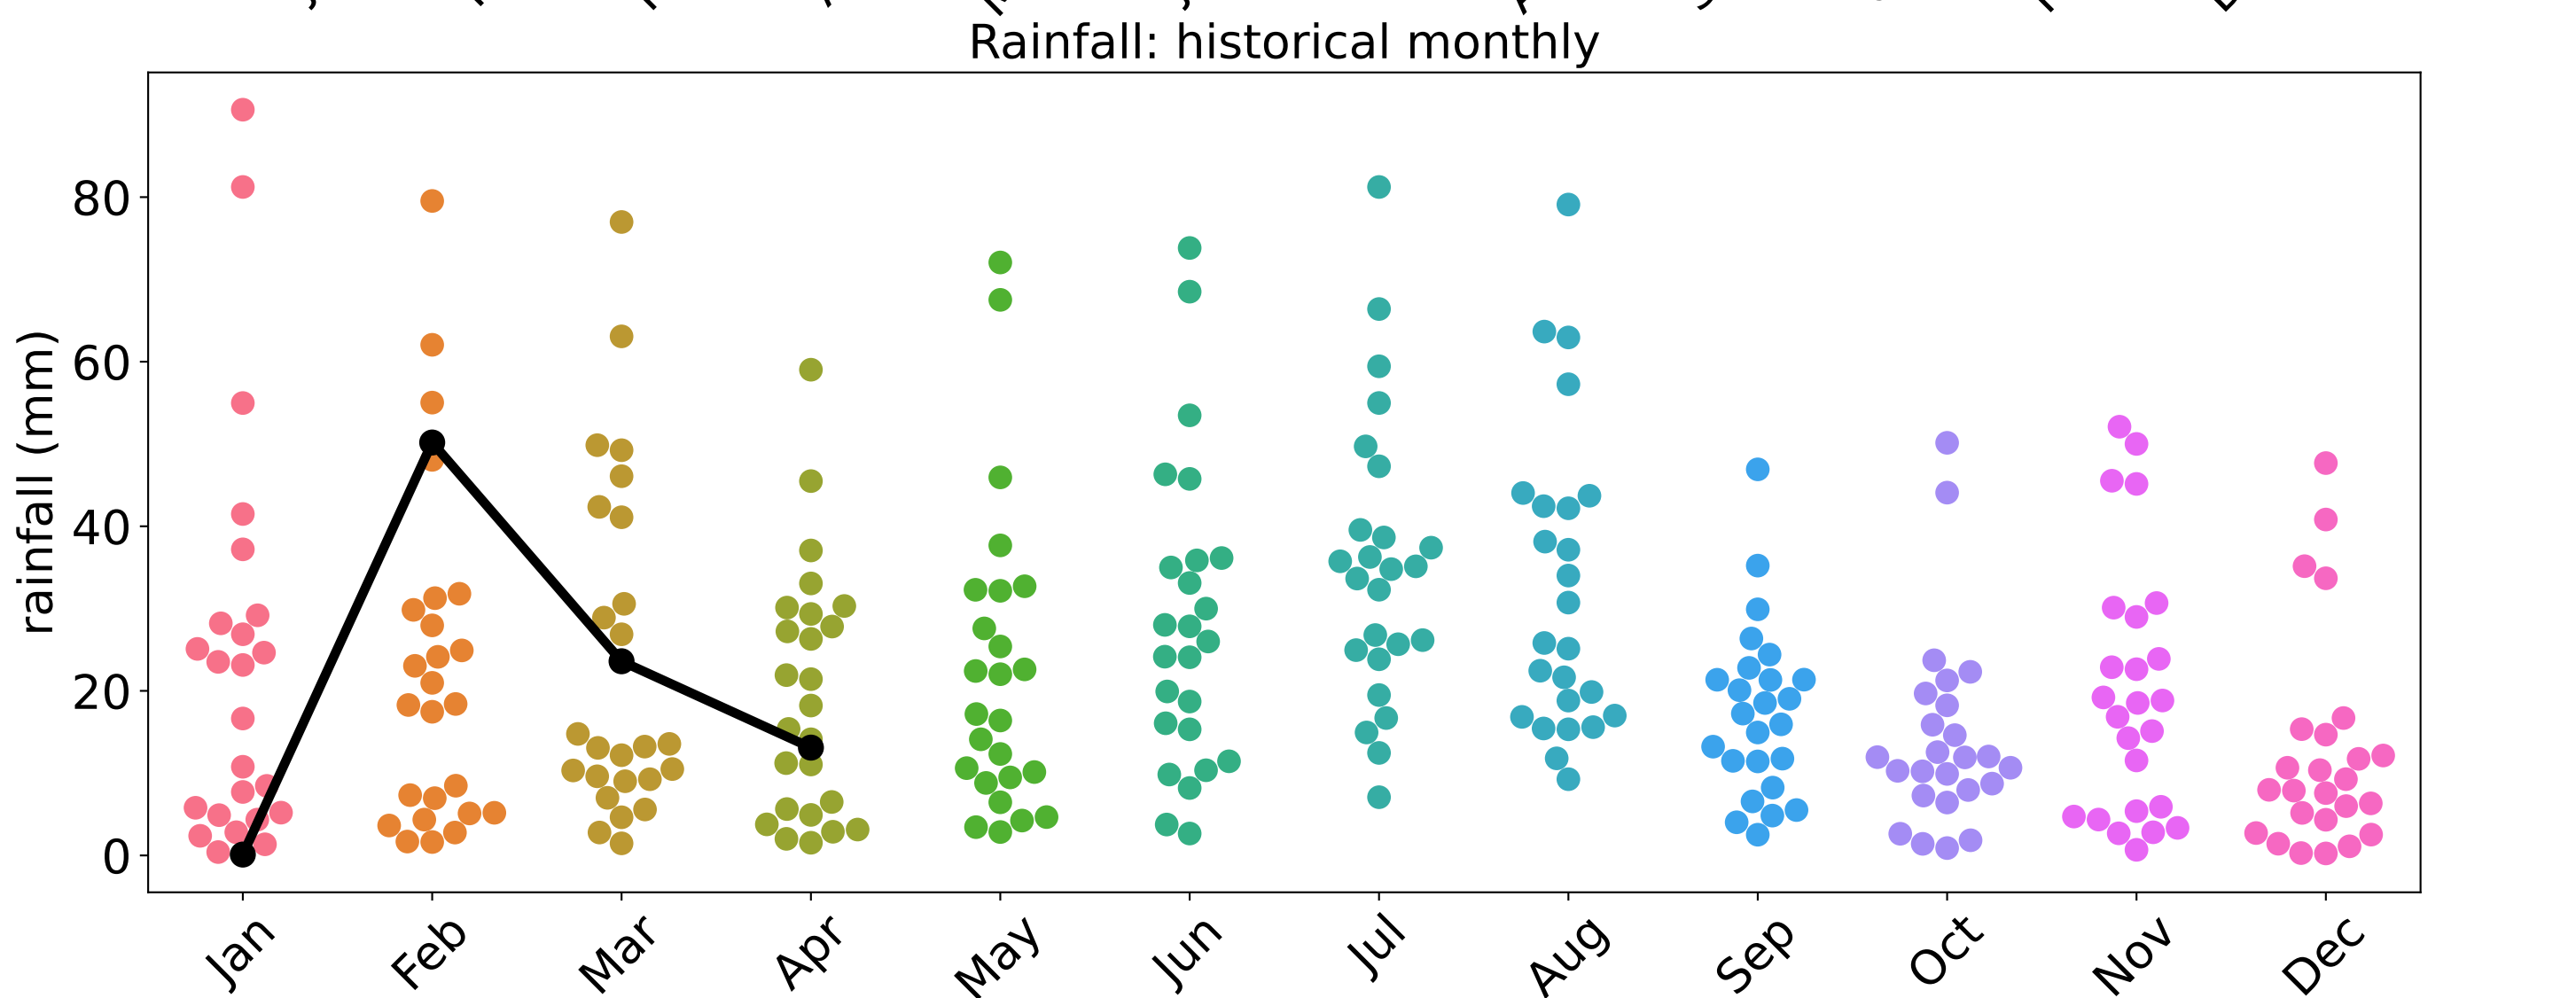 Rainfall: historical monthly
rainfall (mm)
80
60
40
20
0
Jan
Feb
Mar
Apr
May
Jun
Jul
Aug
Sep
Oct
Nov
Dec